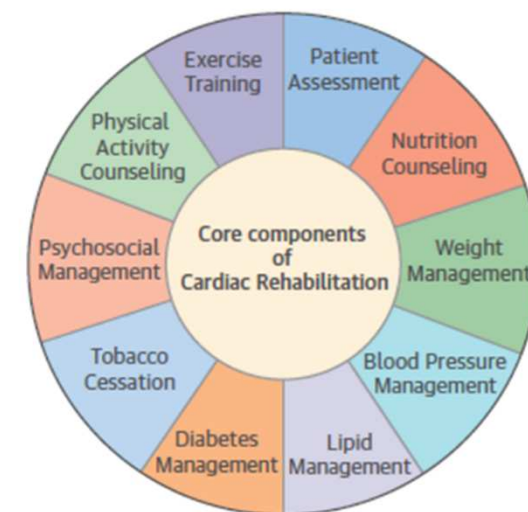 Core components
of
Cardiac Rehabilitation
Patient
Assessment
Nutrition
Counseling
Weight
Management
Blood Pressure
Management
Lipid
Management
Diabetes
Management
Tobacco
Cessation
Psychosocial
Management
Physical
Activity
Counseling
Exercise
Training